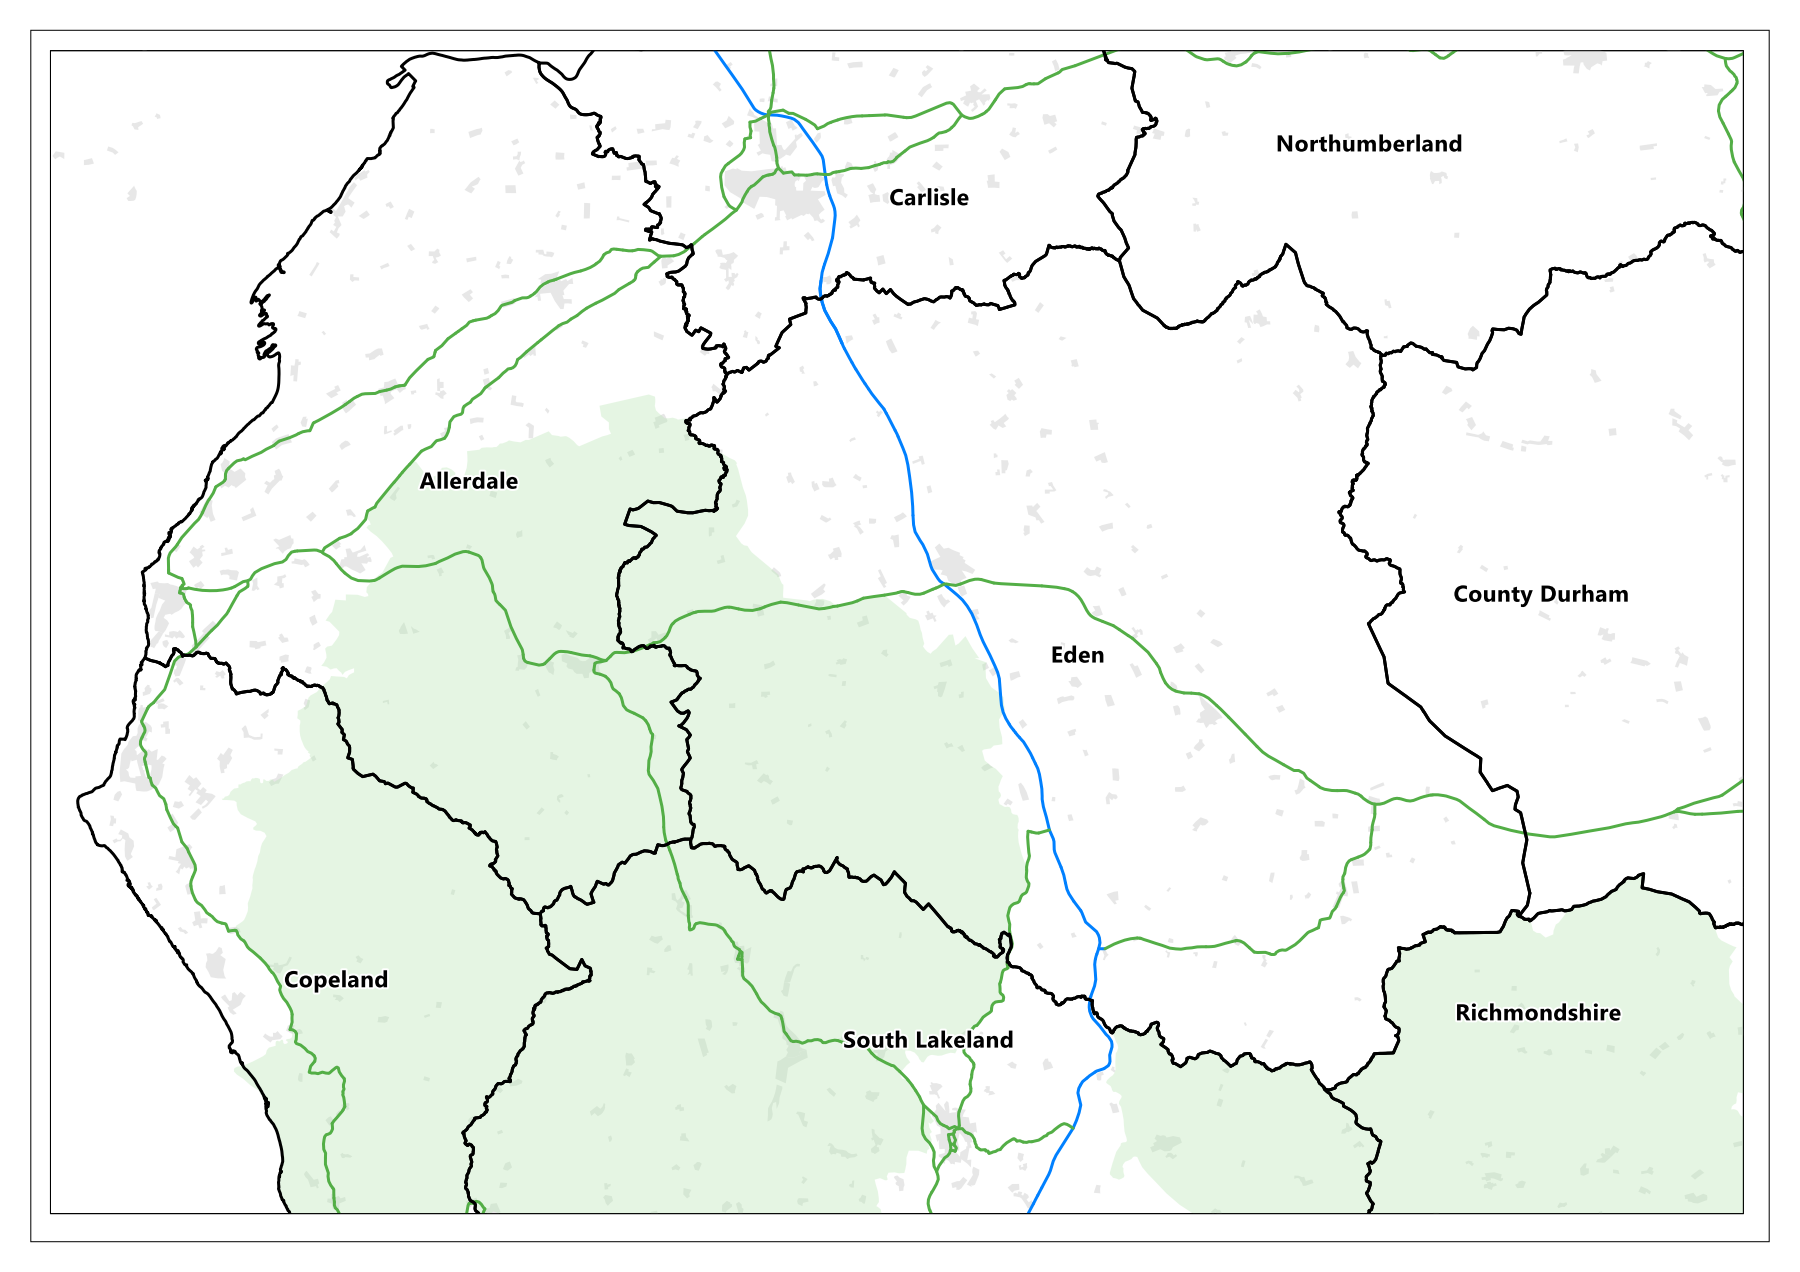 Northumberland
Carlisle
Allerdale
County Durham
Eden
Copeland
Richmondshire
South Lakeland